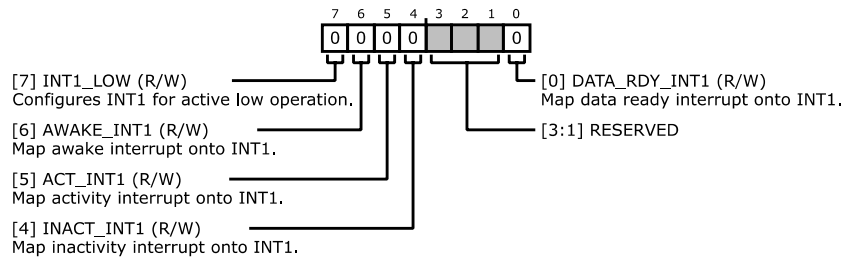 7 6 5 4 3 2 1 0
0 0 0 0 0
[7] INT1_LOW (R/W)
Configures INT1 for active low operation.
[0] DATA_RDY_INT1 (R/W)
Map data ready interrupt onto INT1.
[6] AWAKE_INT1 (R/W)
Map awake interrupt onto INT1.
[3:1] RESERVED
[5] ACT_INT1 (R/W)
Map activity interrupt onto INT1.
[4] INACT_INT1 (R/W)
Map inactivity interrupt onto INT1.